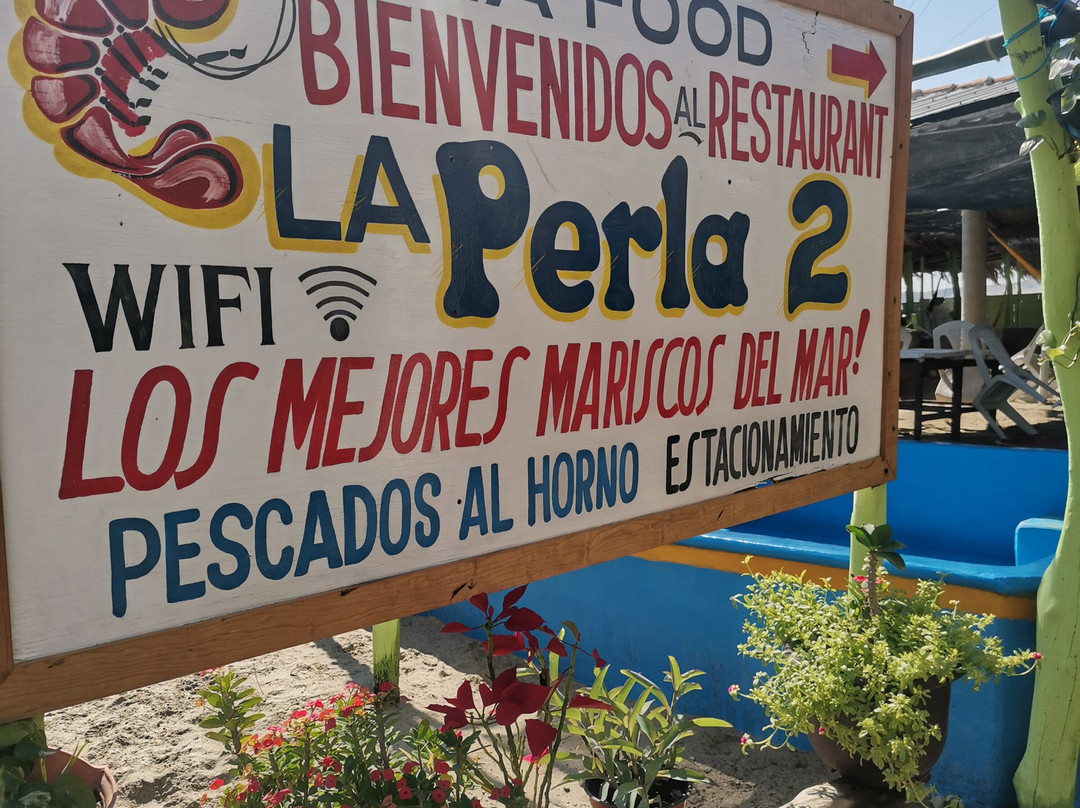 FOOD
BIENVENIDOS AL RESTAURANT
LA Perla 2
WIFI
LOS MEJORES MARISCOS DEL MAR!
PESCADOS AL HORNO ESTACIONAMIENTO